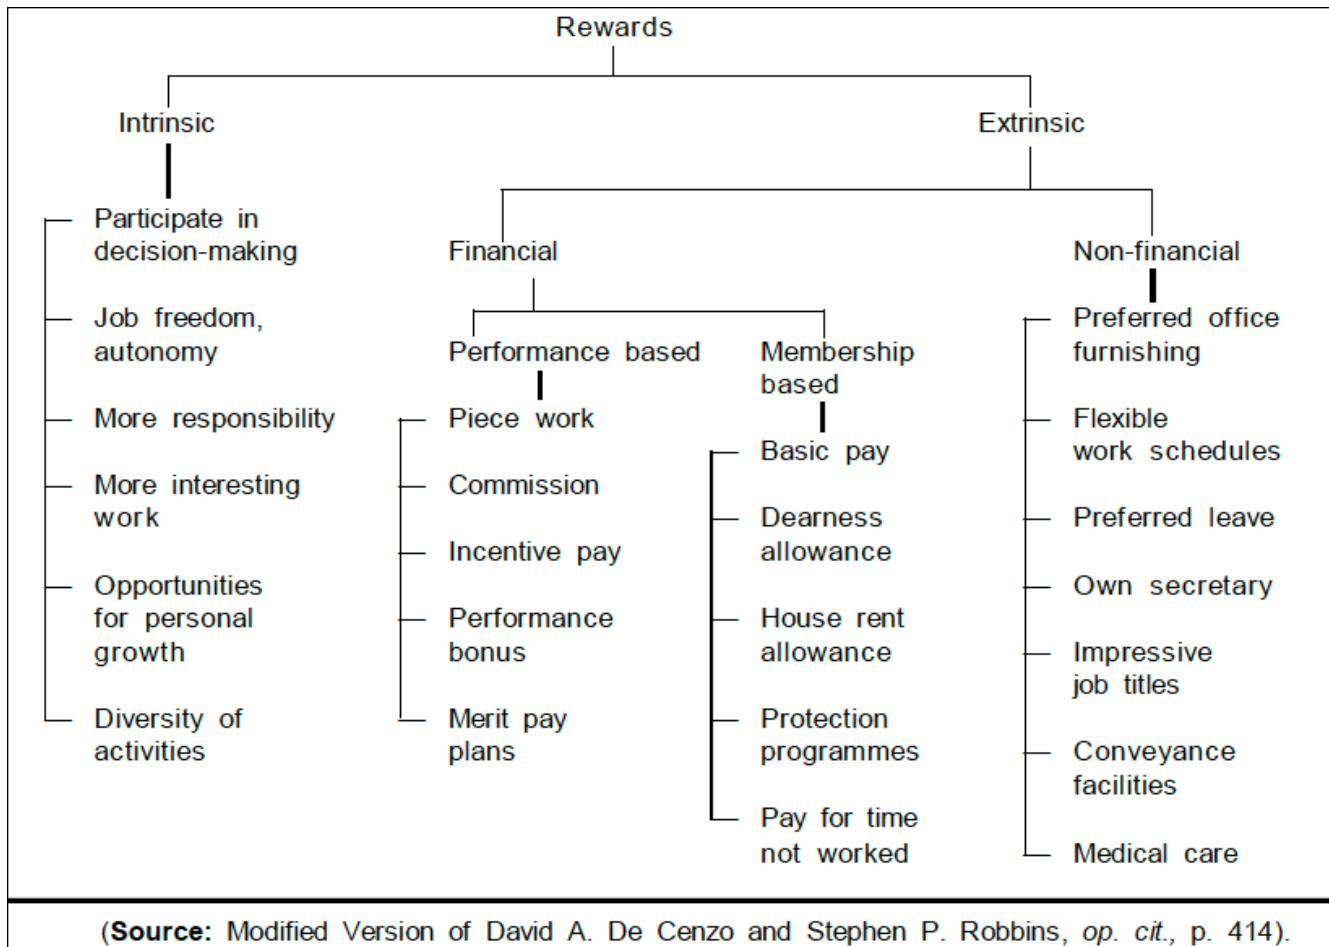 Rewards
Intrinsic
Extrinsic
Participate in
decision-making
Job freedom,
autonomy
More responsibility
More interesting
work
Opportunities
for personal
growth
Diversity of
activities
Financial
Performance based
Piece work
Commission
Incentive pay
Performance
bonus
Merit pay
plans
Membership
based
Basic pay
Dearness
allowance
House rent
allowance
Protection
programmes
Pay for time
not worked
Non-financial
Preferred office
furnishing
Flexible
work schedules
Preferred leave
Own secretary
Impressive
job titles
Conveyance
facilities
Medical care
(Source: Modified Version of David A. De Cenzo and Stephen P. Robbins, op. cit., p. 414).